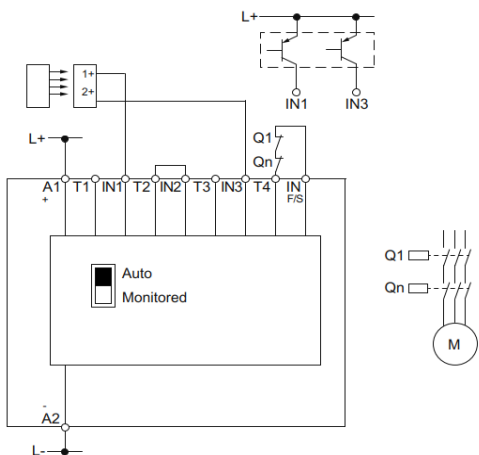 L+
IN1 IN3
1+
2+
L+
Q1
Qn
A1 T1 IN1 T2 IN2 T3 IN3 T4 IN
+ F/S
Auto
Monitored
Q1
Qn
M
-
A2
L-